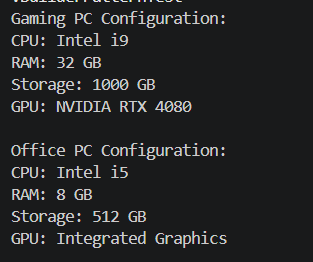 Gaming PC Configuration:
CPU: Intel i9
RAM: 32 GB
Storage: 1000 GB
GPU: NVIDIA RTX 4080
Office PC Configuration:
CPU: Intel i5
RAM: 8 GB
Storage: 512 GB
GPU: Integrated Graphics